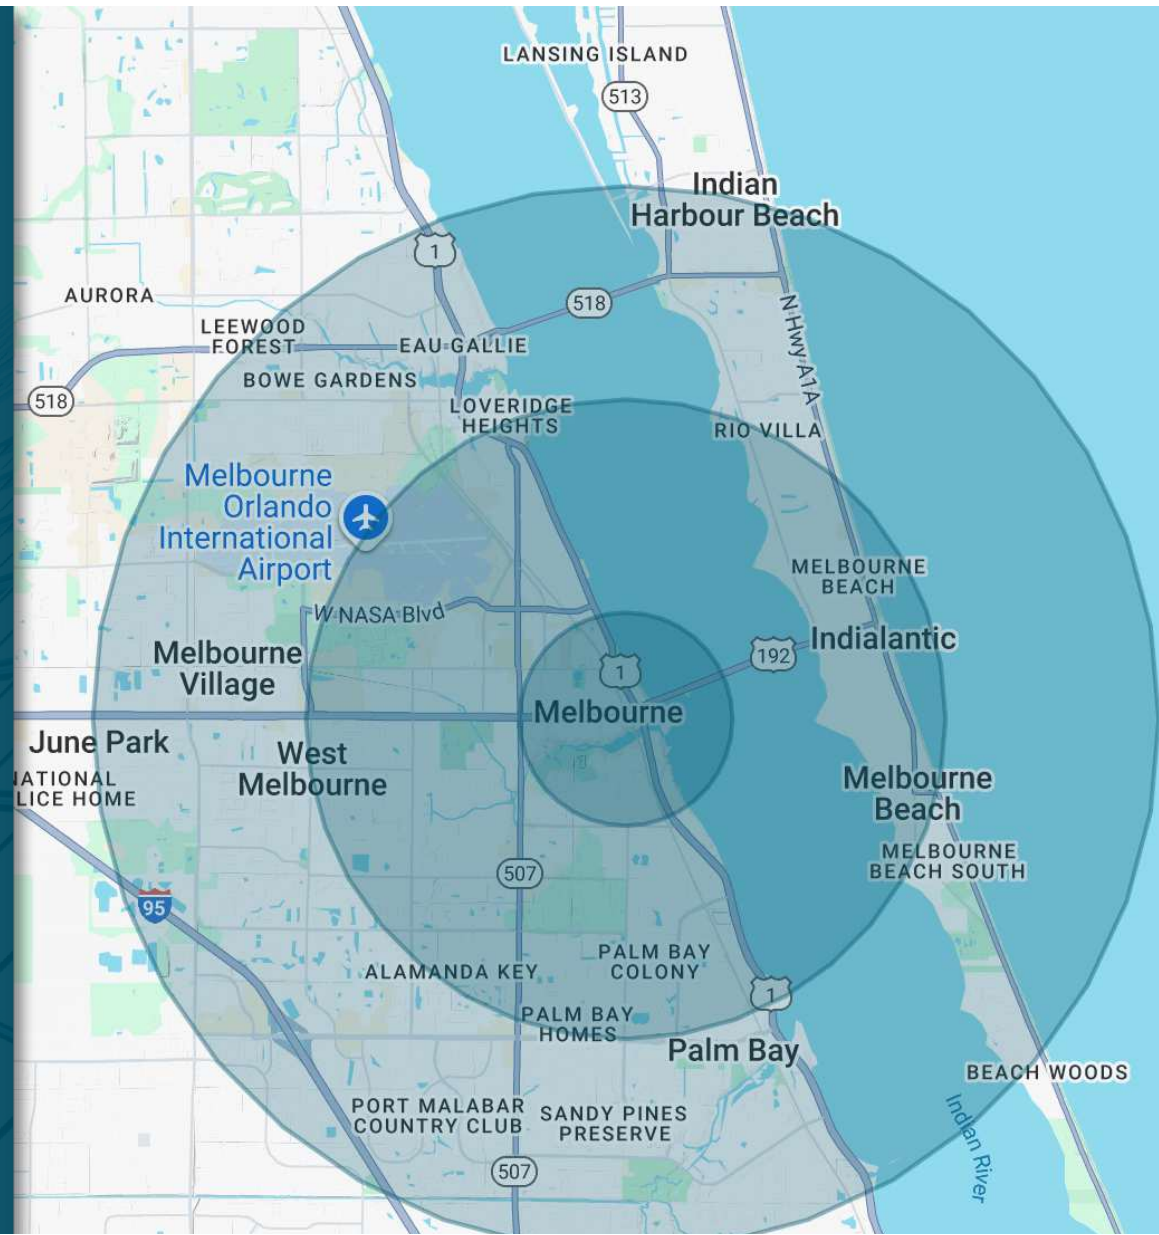 LANSING ISLAND
513
Indian
Harbour Beach
1
AURORA
518
LEEWOOD
FOREST
EAU GALLIE
N Hwy A1A
BOWE GARDENS
518
LOVERIDGE
HEIGHTS
RIO VILLA
Melbourne
Orlando
International
Airport
MELBOURNE
BEACH
W NASA Blvd
Indialantic
192
Melbourne
Village
1
Melbourne
June Park
West
Melbourne
NATIONAL
LICE HOME
Melbourne
Beach
MELBOURNE
BEACH SOUTH
507
95
PALM BAY
COLONY
ALAMANDA KEY
1
PALM BAY
HOMES
Palm Bay
BEACH WOODS
PORT MALABAR
COUNTRY CLUB
SANDY PINES
PRESERVE
Indian River
507